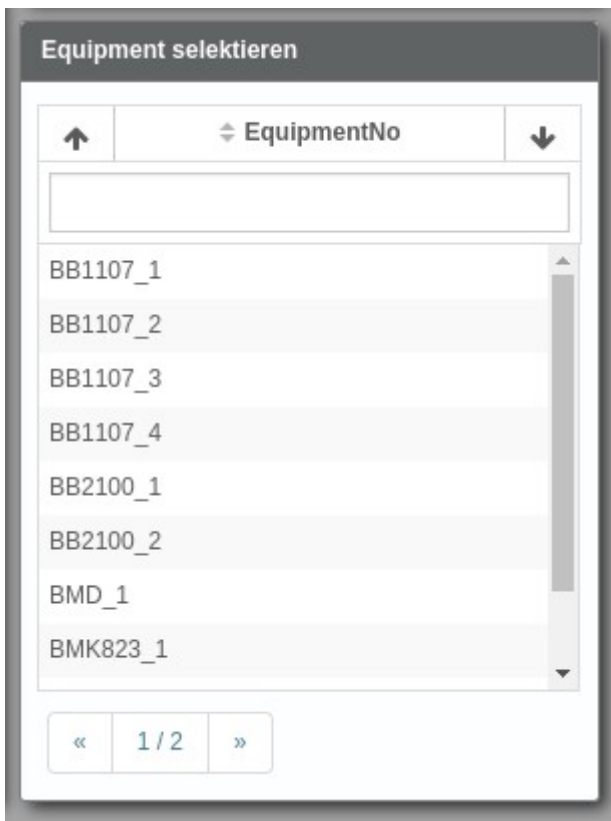 Equipment selektieren
EquipmentNo
BB1107_1
BB1107_2
BB1107_3
BB1107_4
BB2100_1
BB2100_2
BMD_1
BMK823_1
« 1 / 2 »